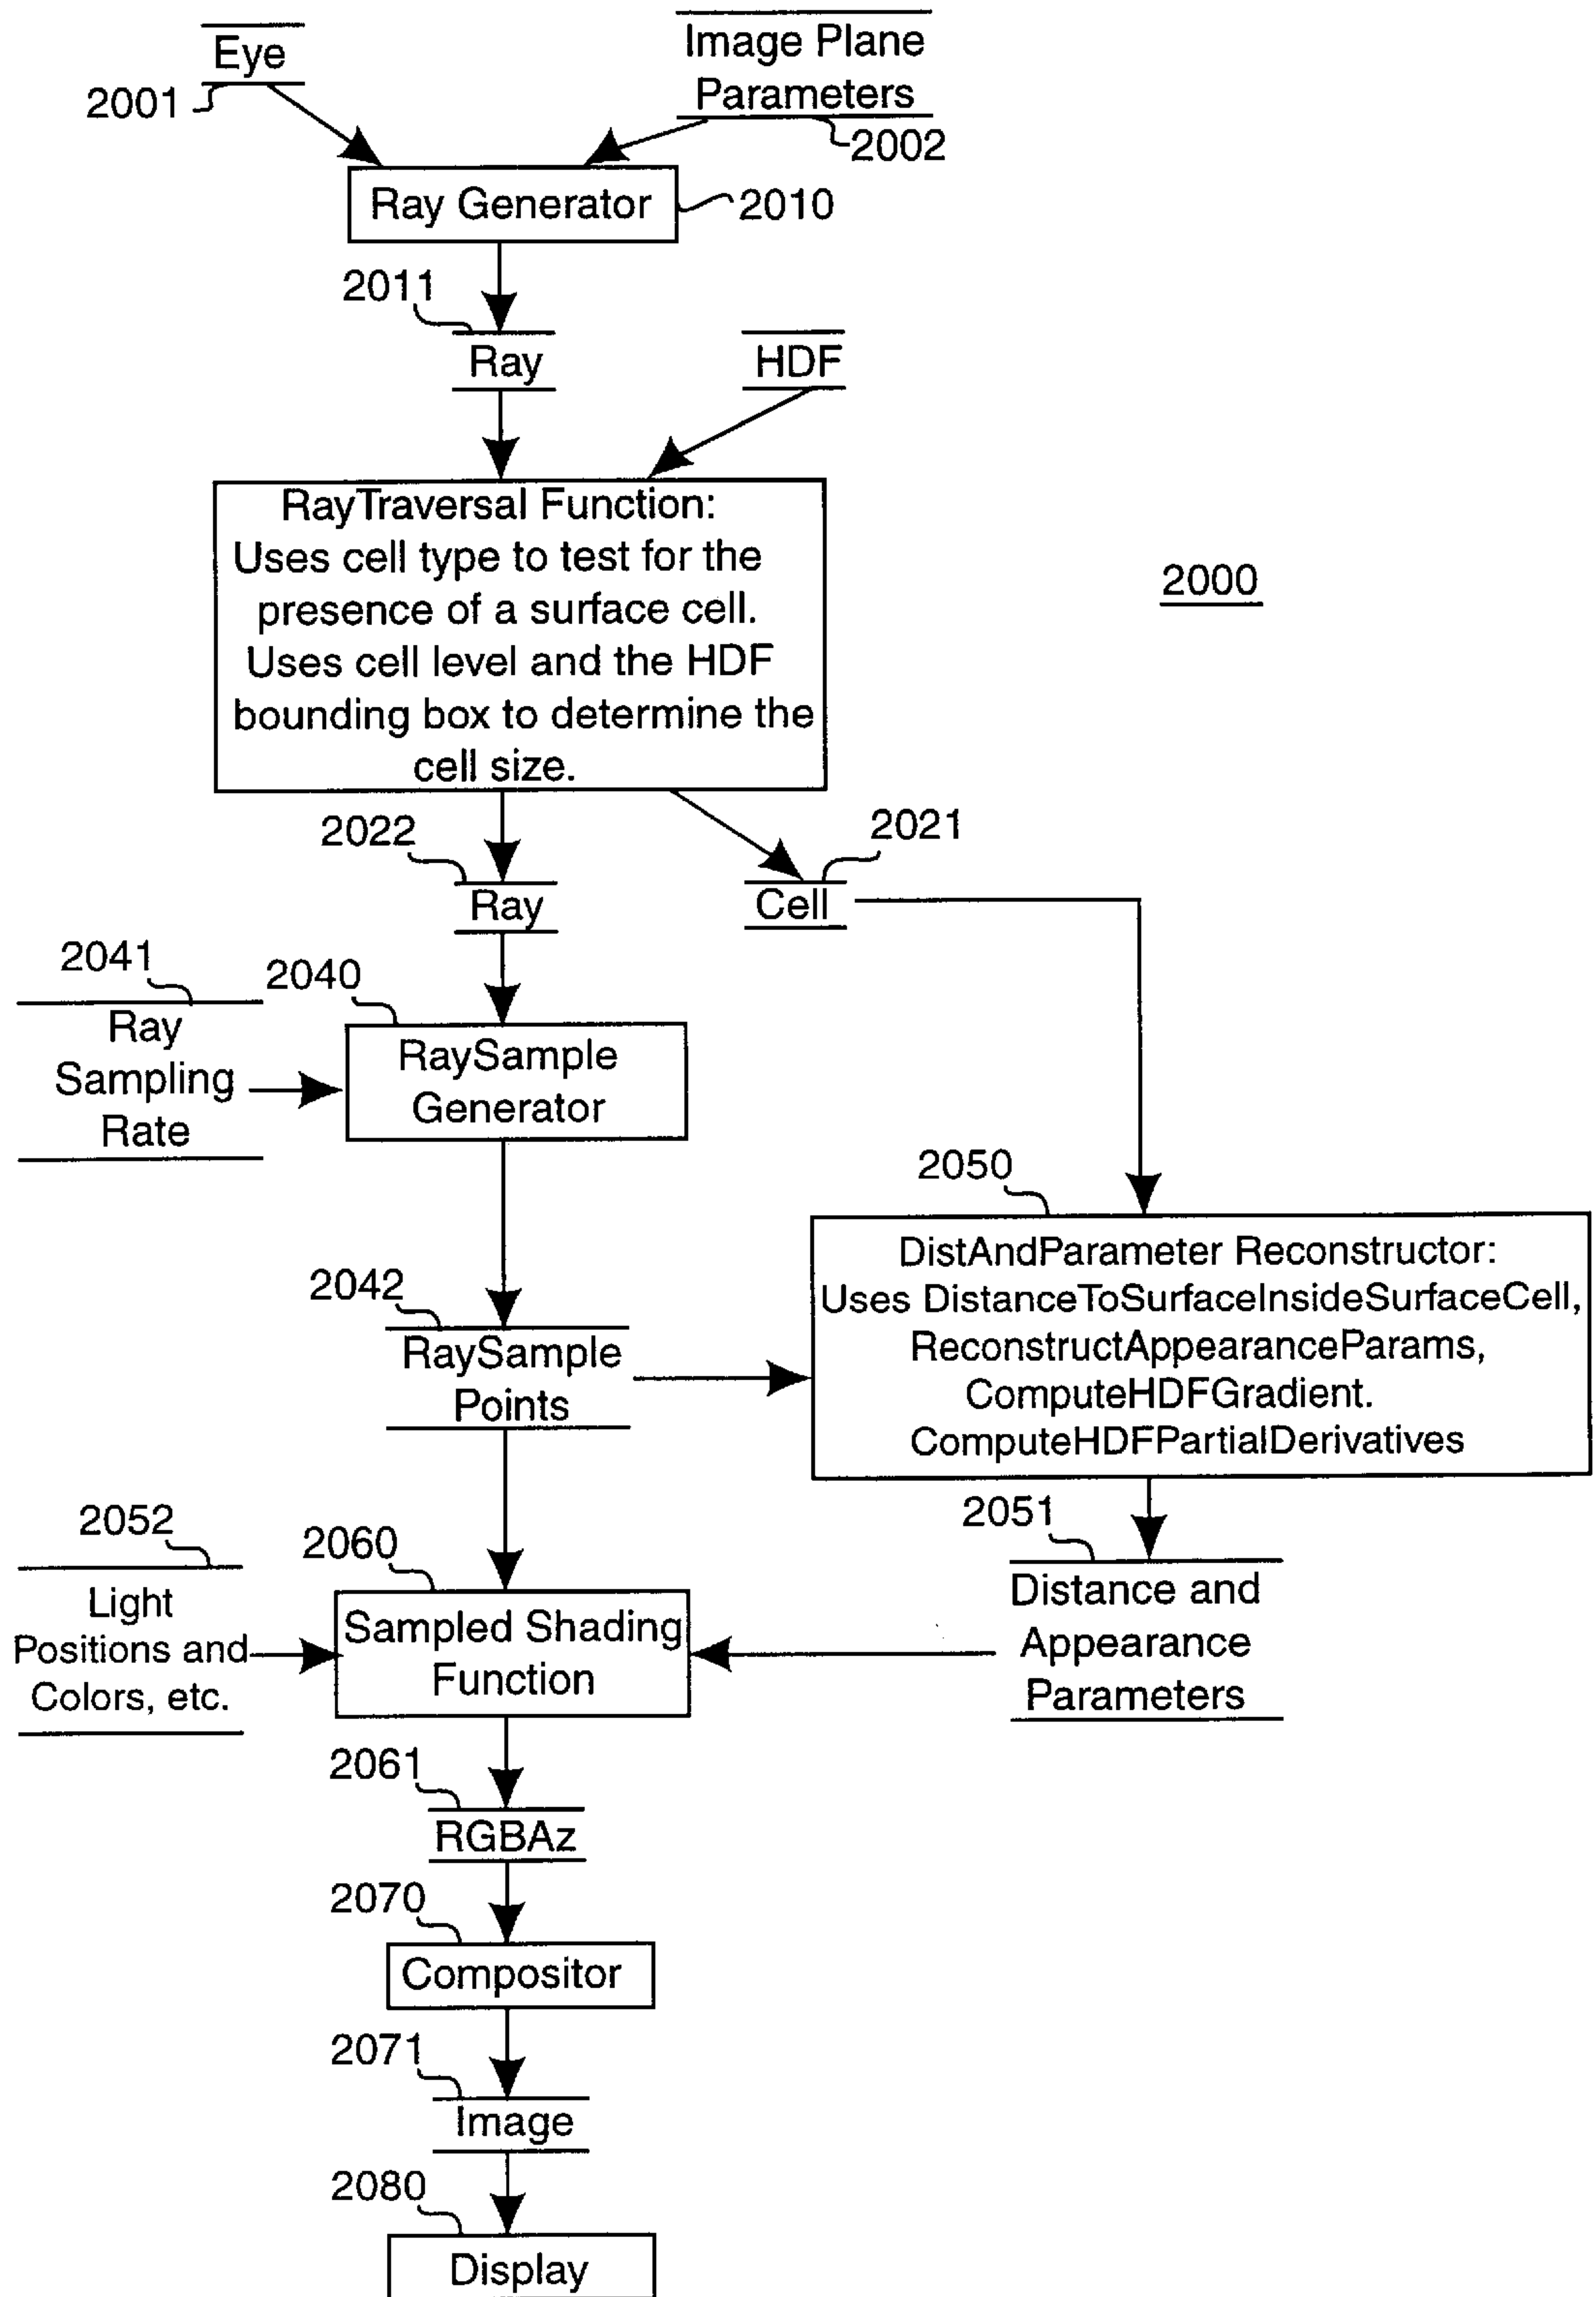 Eye
Image Plane
Parameters
2001
2002
Ray Generator
2010
2011
Ray
HDF
RayTraversal Function:
Uses cell type to test for the
presence of a surface cell.
Uses cell level and the HDF
bounding box to determine the
cell size.
2000
2022
2021
Ray
Cell
2041
2040
Ray
Sampling
Rate
RaySample
Generator
2050
DistAndParameter Reconstructor:
Uses DistanceToSurfaceInsideSurfaceCell,
ReconstructAppearanceParams,
ComputeHDFGradient.
ComputeHDFPartialDerivatives
2042
RaySample
Points
2052
2060
2051
Light
Positions and
Colors, etc.
Sampled Shading
Function
Distance and
Appearance
Parameters
2061
RGBAz
2070
Compositor
2071
Image
2080
Display